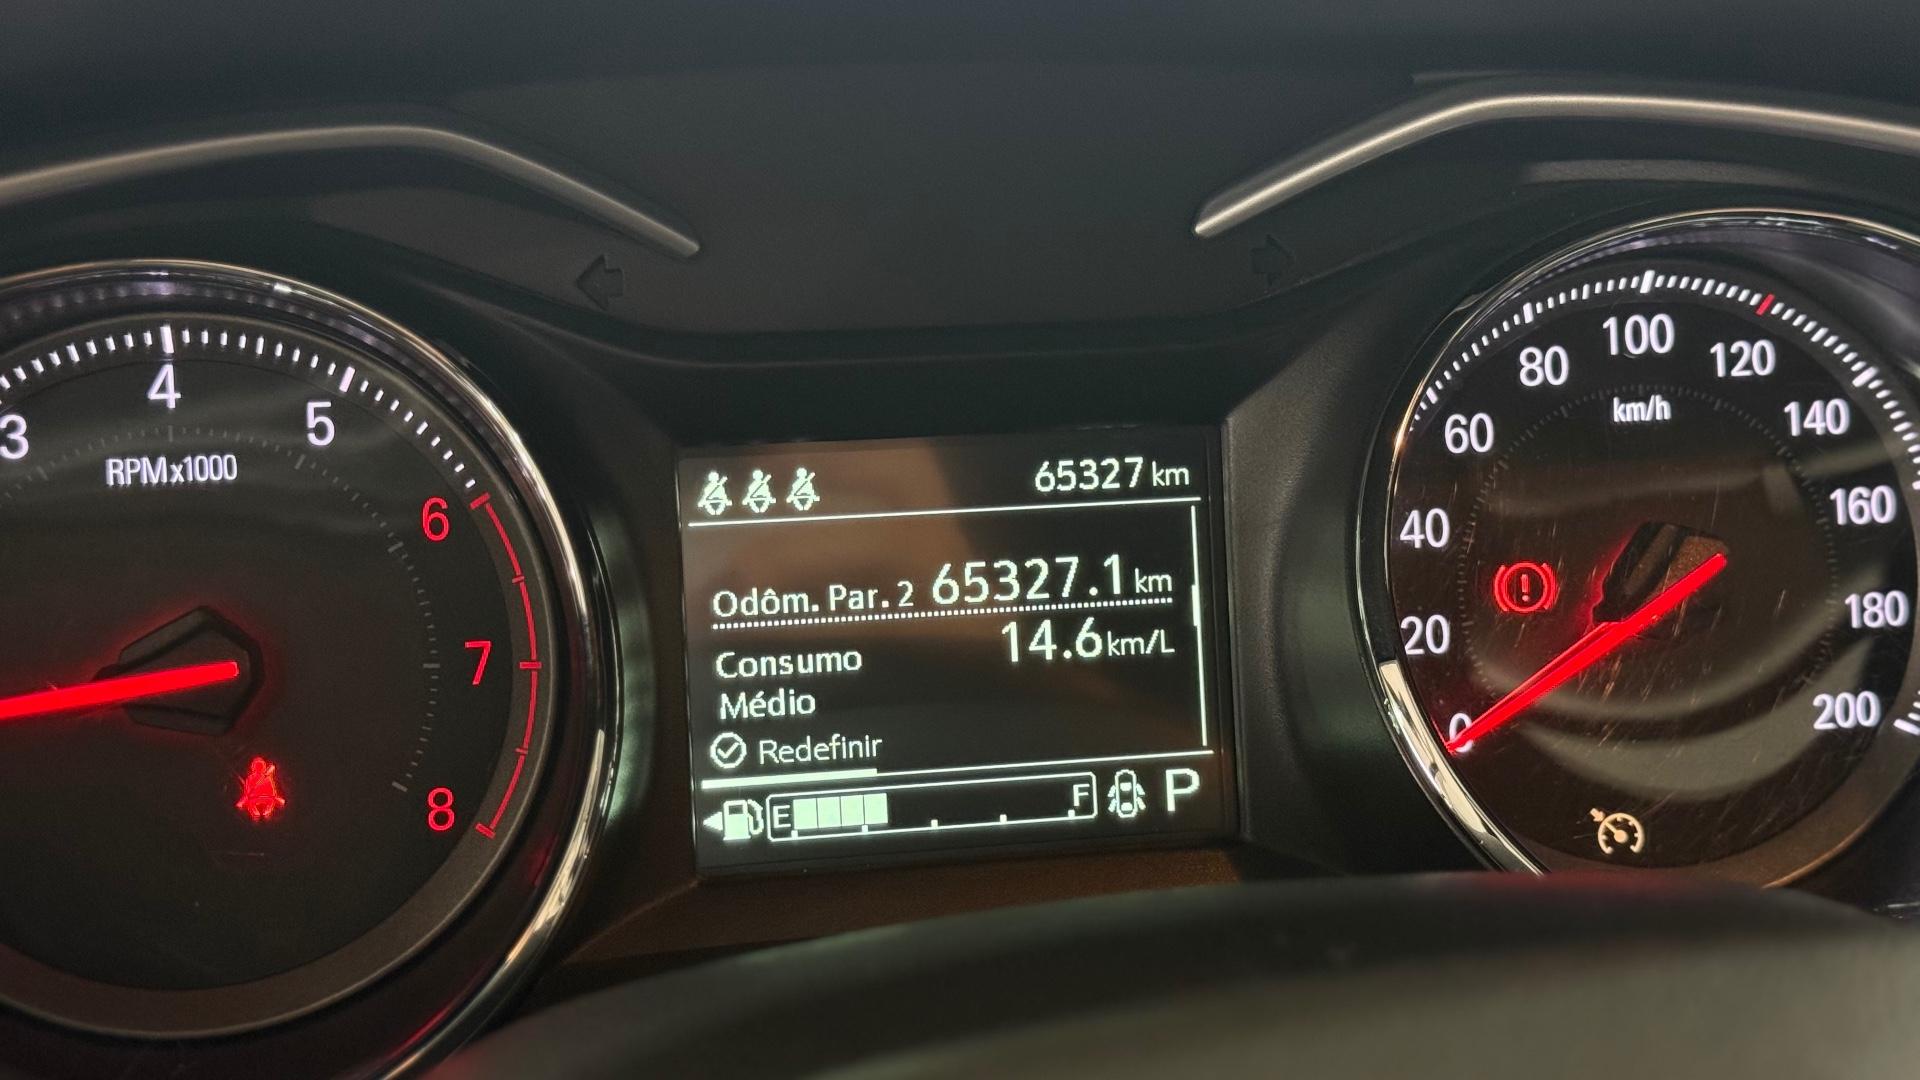 3 4 5 6 7 8
RPMx1000
65327 km
Odôm. Par. 2 65327.1 km
Consumo 14.6 km/L
Médio
Redefinir
E F P
0 20 40 60 80 100 120 140 160 180 200
km/h